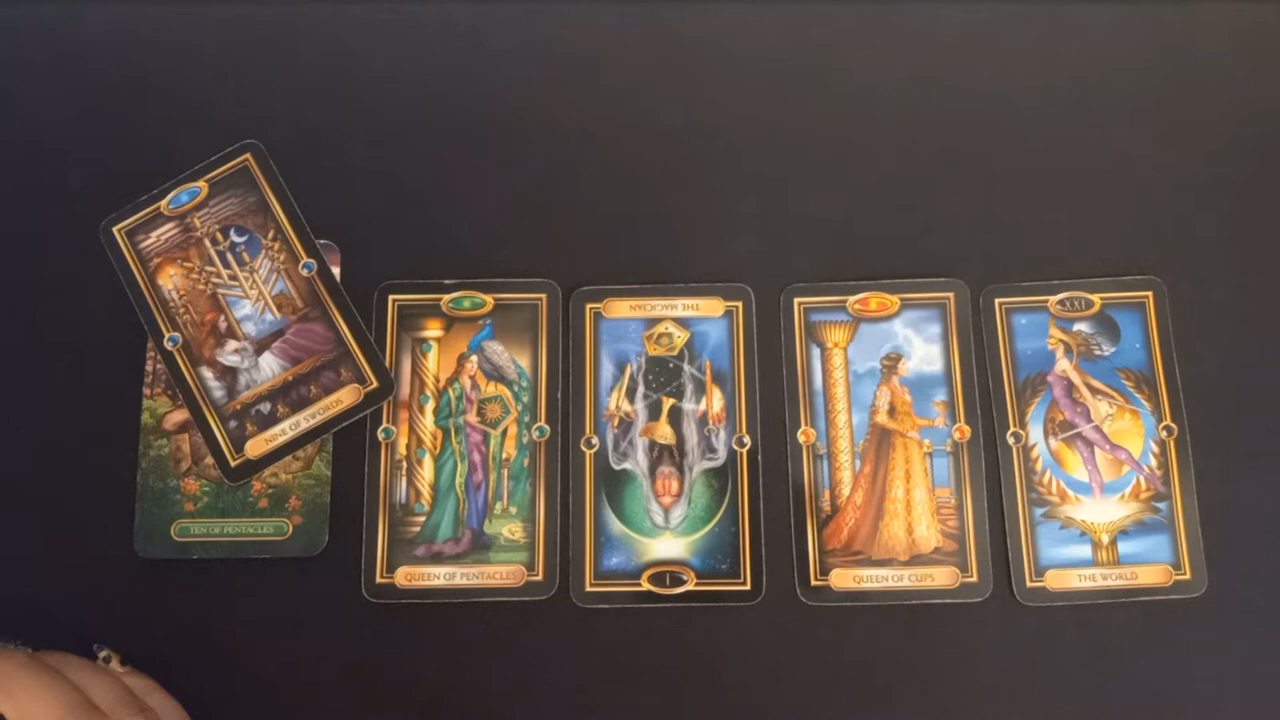 NINE OF SWORDS
TEN OF PENTACLES
QUEEN OF PENTACLES
THE MAGICIAN
I
QUEEN OF CUPS
XXI
THE WORLD